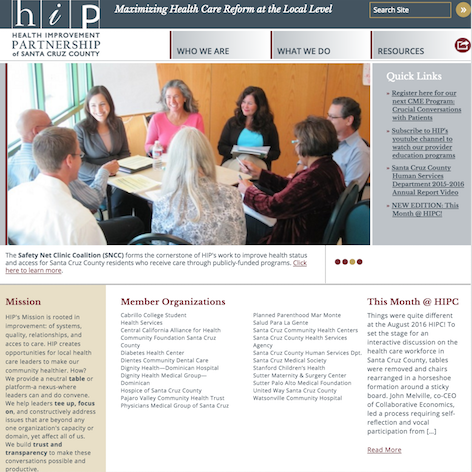 hip
HEALTH IMPROVEMENT
PARTNERSHIP
of SANTA CRUZ COUNTY
Maximizing Health Care Reform at the Local Level
Search Site
»
WHO WE ARE
WHAT WE DO
RESOURCES
Quick Links
» Register here for our
next CME Program:
Crucial Conversations
with Patients
» Subscribe to HIP's
youtube channel to
watch our provider
education programs
» Santa Cruz County
Human Services
Department 2015-2016
Annual Report Video
» NEW EDITION: This
Month @ HIPC!
The Safety Net Clinic Coalition (SNCC) forms the cornerstone of HIP's work to improve health status
and access for Santa Cruz County residents who receive care through publicly-funded programs. Click
here to learn more.
Mission
HIP's Mission is rooted in
improvement: of systems,
quality, relationships, and
acces to care. HIP creates
opportunities for local health
care leaders to make our
community healthier. How?
We provide a neutral table or
platform-a nexus-where
leaders can and do convene.
We help leaders tee up, focus
on, and constructively address
issues that are beyond any
one organization's capacity or
domain, yet affect all of us.
We build trust and
transparency to make these
conversations possible and
productive.
Member Organizations
Cabrillo College Student
Health Services
Central California Alliance for Health
Community Foundation Santa Cruz
County
Diabetes Health Center
Dientes Community Dental Care
Dignity Health—Dominican Hospital
Dignity Health Medical Group—
Dominican
Hospice of Santa Cruz County
Pajaro Valley Community Health Trust
Physicians Medical Group of Santa Cruz
Planned Parenthood Mar Monte
Salud Para La Gente
Santa Cruz Community Health Centers
Santa Cruz County Health Services
Agency
Santa Cruz County Human Services Dpt.
Santa Cruz Medical Society
Stanford Children's Health
Sutter Maternity & Surgery Center
Sutter Palo Alto Medical Foundation
United Way Santa Cruz County
Watsonville Community Hospital
This Month @ HIPC
Things were quite different
at the August 2016 HIPC! To
set the stage for an
interactive discussion on the
health care workforce in
Santa Cruz County, tables
were removed and chairs
rearranged in a horseshoe
formation around a sticky
board. John Melville, co-CEO
of Collaborative Economics,
led a process requiring self-
reflection and vocal
participation from [...]
Read More